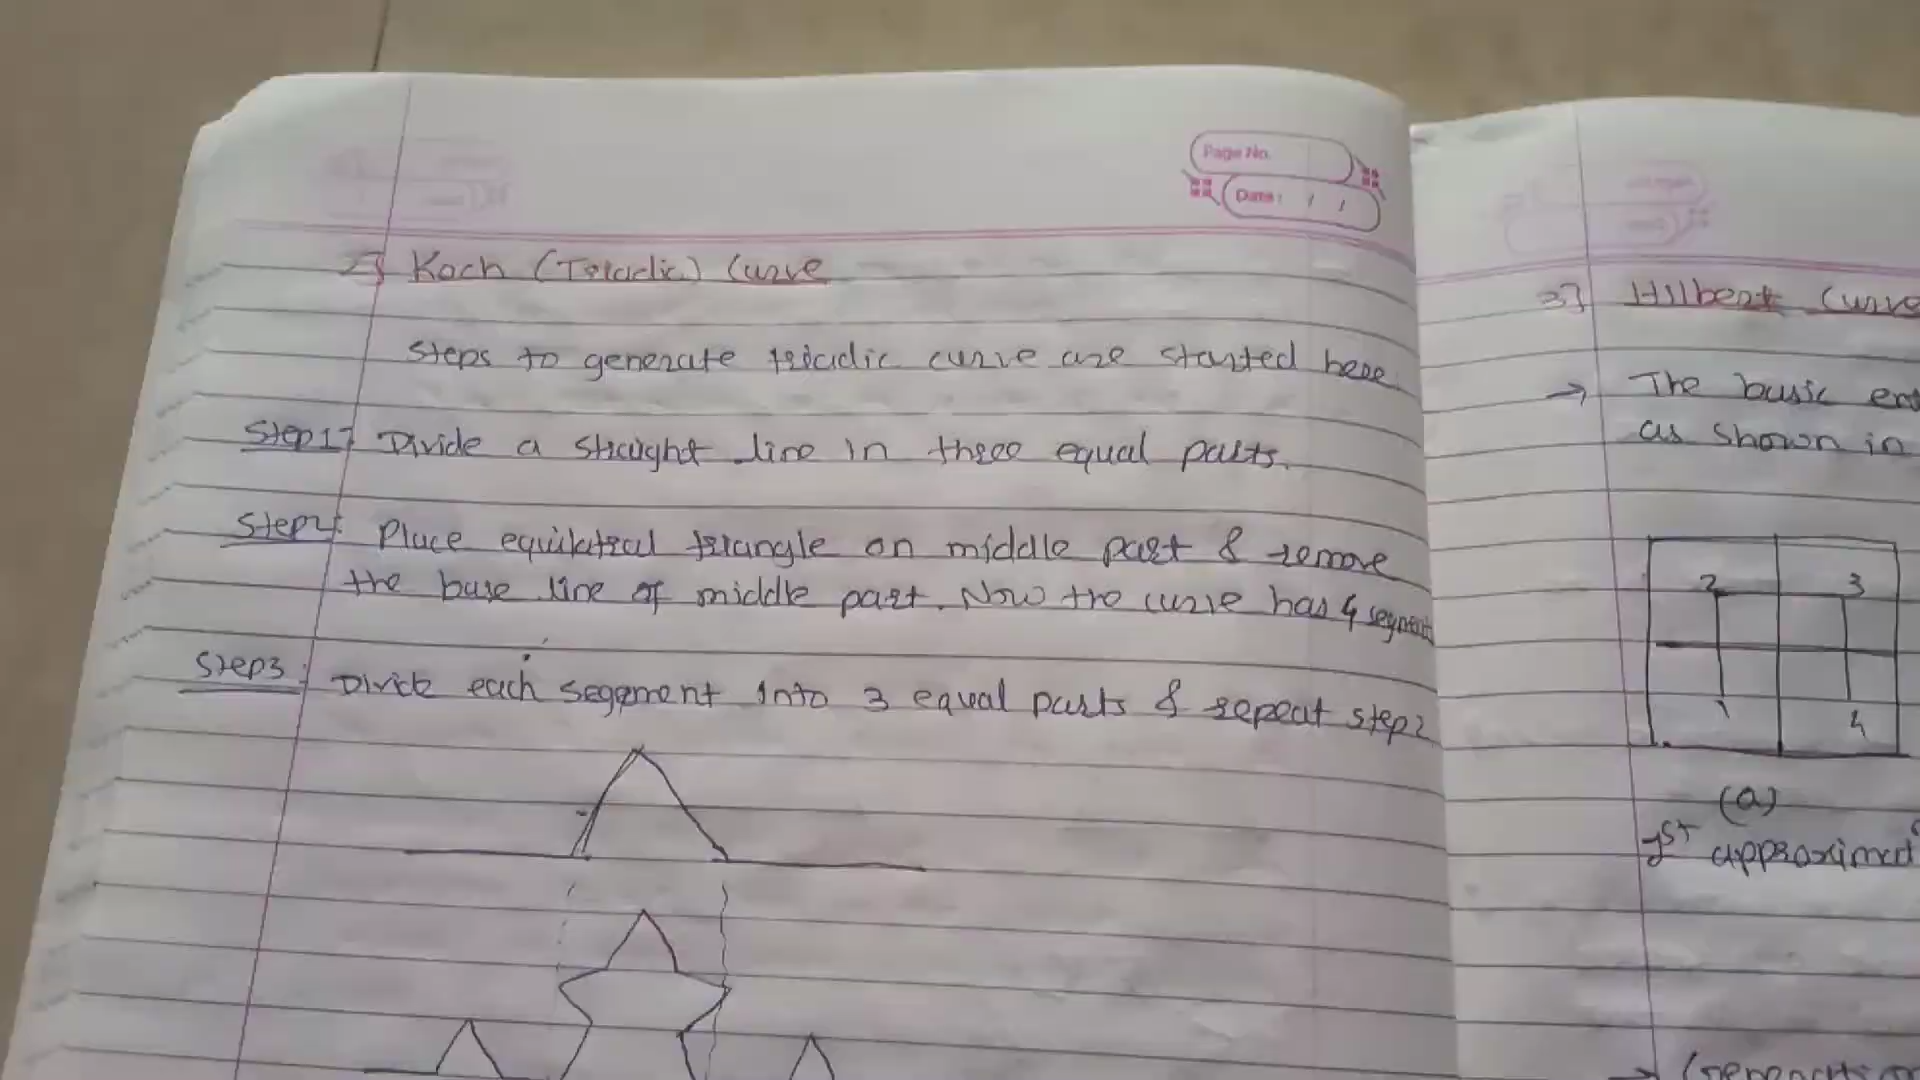 Page No.
Date: / /
2] Koch (Triadic) Curve
steps to generate triadic curve are started here
Step1] Divide a straight line in three equal parts.
Step2: Place equilateral triangle on middle part & remove
the base line of middle part. Now the curve has 4 segments
Step3: Divide each segement into 3 equal parts & repeat step2
3] Hilbert Curve
→ The basic
as shown in
2 3
1 4
(a)
1st approximat
→